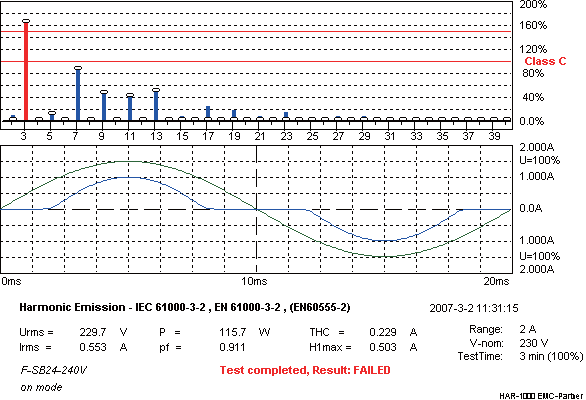 200%
160%
120%
Class C
80%
40%
0.0%
3 5 7 9 11 13 15 17 19 21 23 25 27 29 31 33 35 37 39
2.000A
U=100%
1.000A
0.0A
1.000A
U=100%
2.000A
0ms 10ms 20ms
Harmonic Emission - IEC 61000-3-2 , EN 61000-3-2 , (EN60555-2) 2007-3-2 11:31:15
Urms = 229.7 V P = 115.7 W THC = 0.229 A Range: 2 A
Irms = 0.553 A pf = 0.911 H1max = 0.503 A V-nom: 230 V
TestTime: 3 min (100%)
F-SB24-240V Test completed, Result: FAILED
on mode
HAR-1000 EMC-Partner